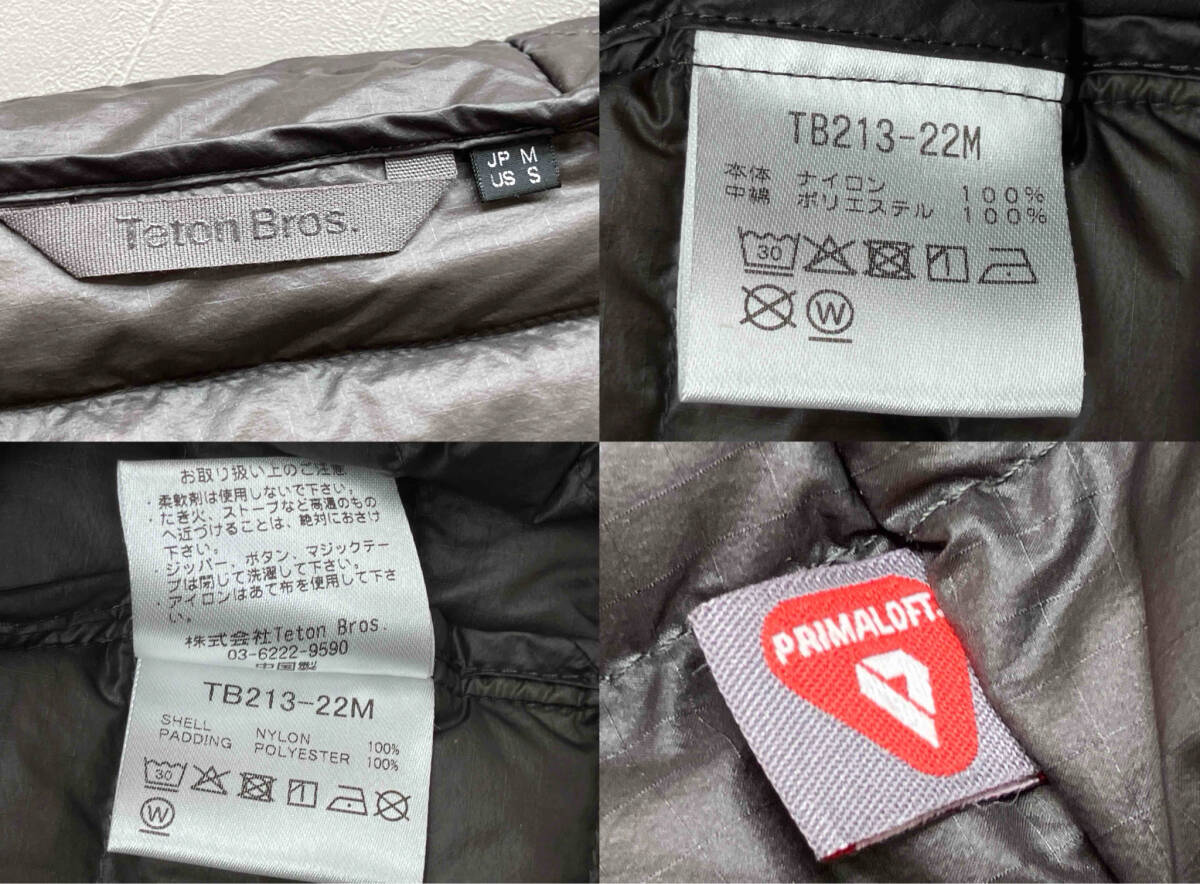 JP M
US S
Teton Bros.
TB213-22M
本体 ナイロン 100%
中綿 ポリエステル 100%
30
W
お取り扱い上のご注意
・柔軟剤は使用しないで下さい。
・たき火、ストーブなど高温のもの
へ近づけることは、絶対におさけ
下さい。
・ジッパー、ボタン、マジックテー
プは閉じて洗濯して下さい。
・アイロンはあて布を使用して下さ
い。
株式会社Teton Bros.
03-6222-9590
中国製
TB213-22M
SHELL NYLON 100%
PADDING POLYESTER 100%
30
W
PRIMALOFT.